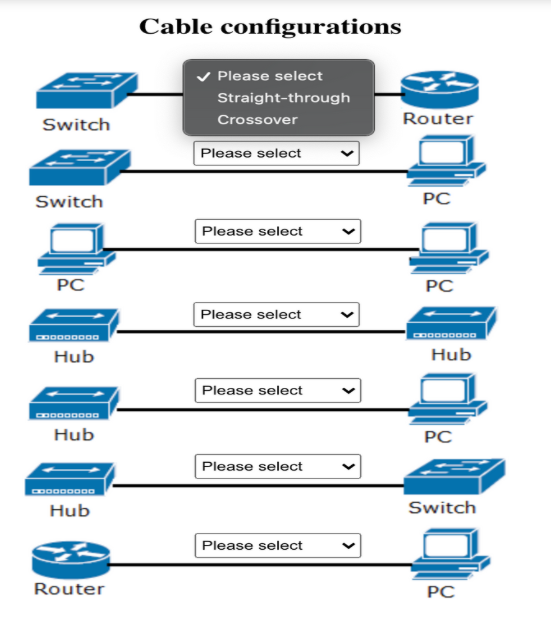 Cable configurations
✓ Please select
Straight-through
Crossover
Switch
Router
Please select
Switch
PC
Please select
PC
PC
Please select
Hub
Hub
Please select
Hub
PC
Please select
Hub
Switch
Please select
Router
PC